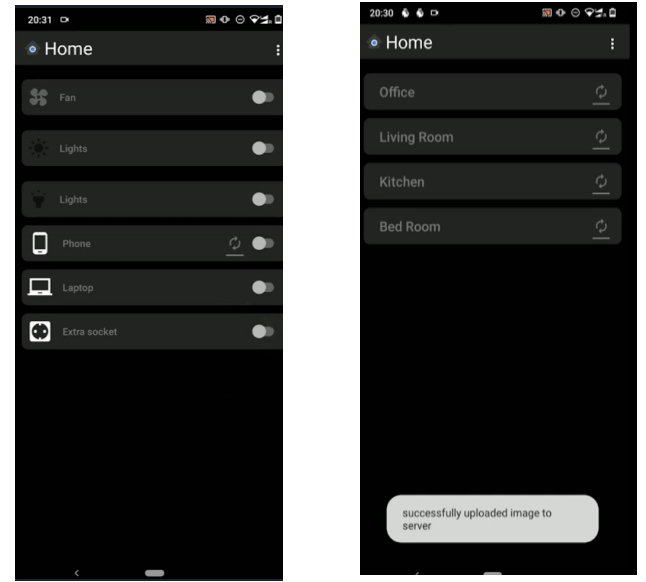 20:31
Home
Fan
Lights
Lights
Phone
Laptop
Extra socket
20:30
Home
Office
Living Room
Kitchen
Bed Room
successfully uploaded image to
server